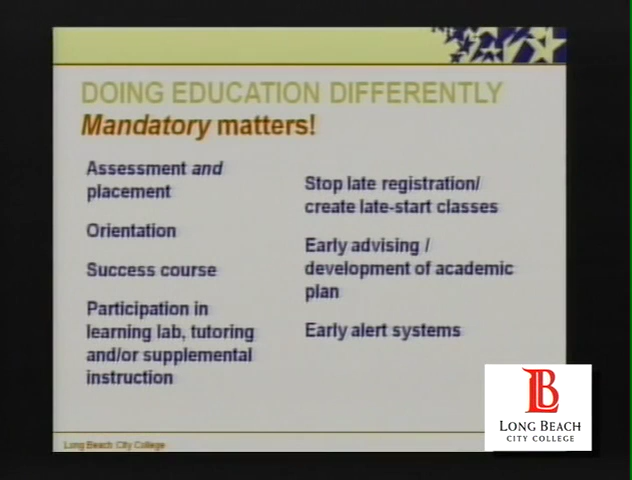 DOING EDUCATION DIFFERENTLY
Mandatory matters!
Assessment and
placement
Orientation
Success course
Participation in
learning lab, tutoring
and/or supplemental
instruction
Stop late registration/
create late-start classes
Early advising /
development of academic
plan
Early alert systems
Long Beach City College
LB
LONG BEACH
CITY COLLEGE